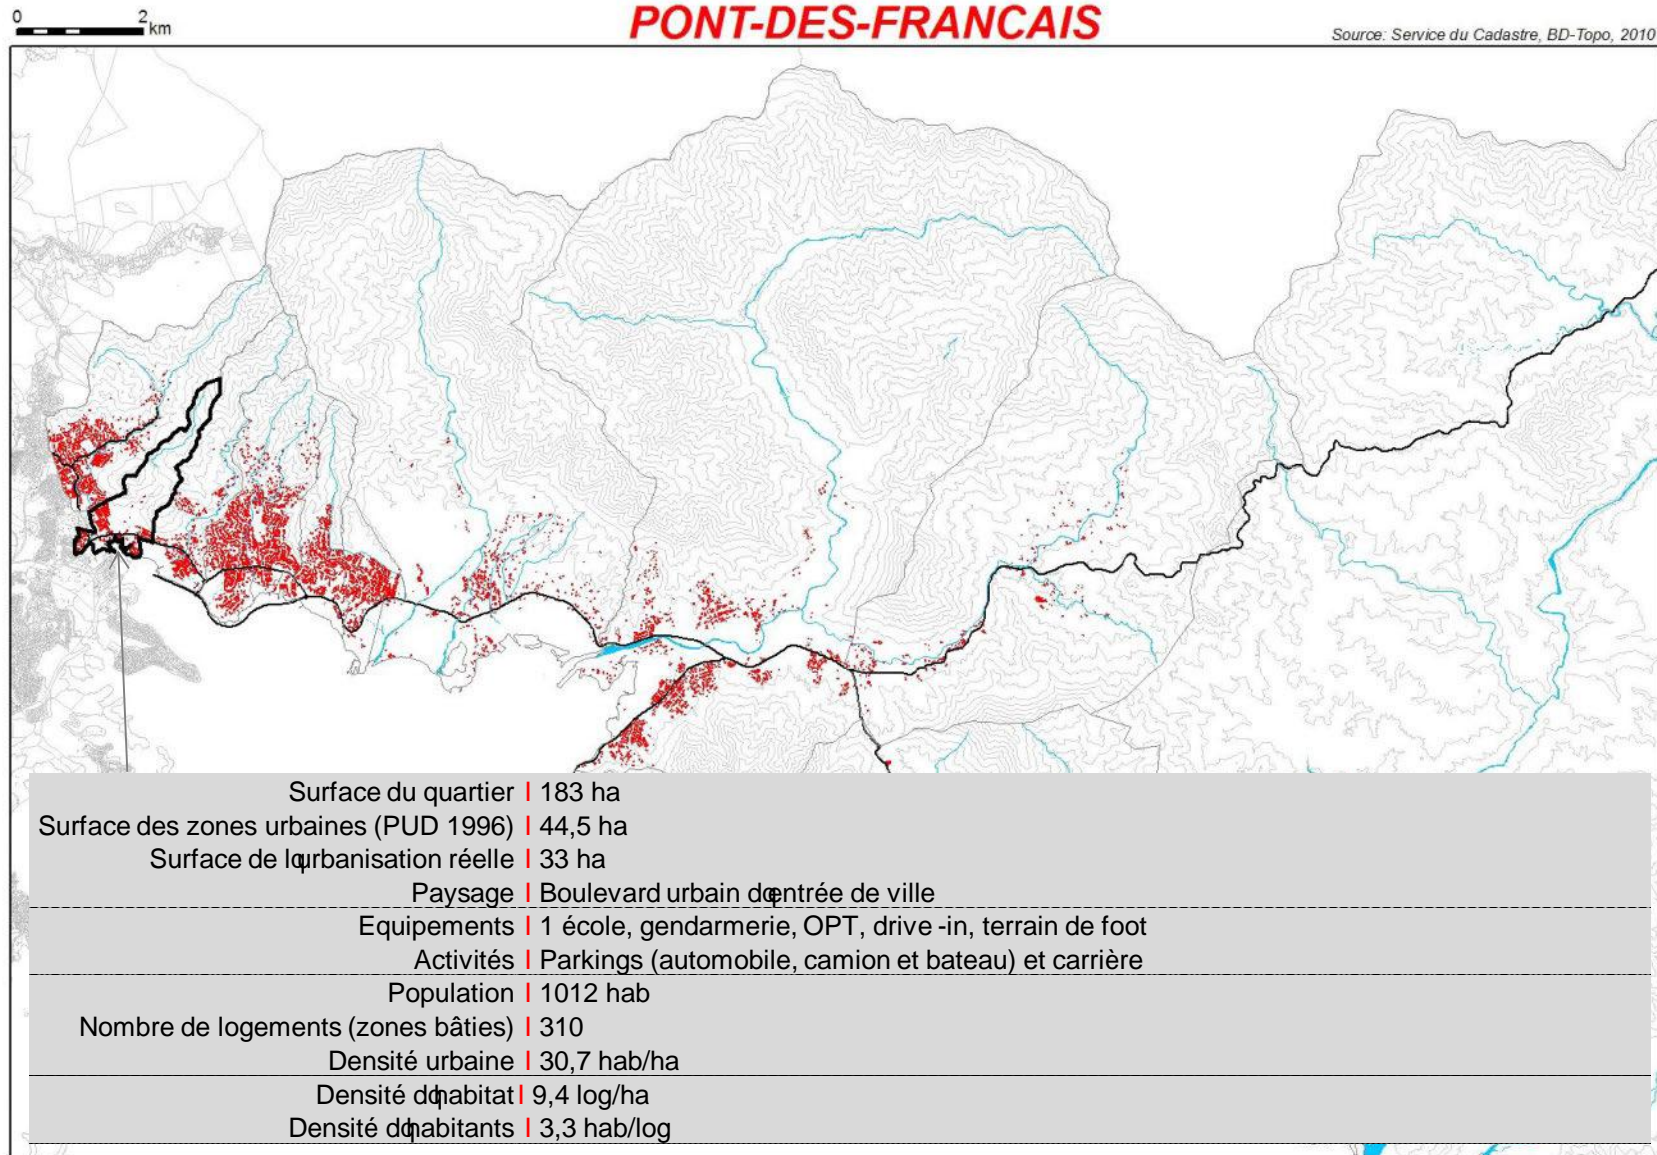 0 2 km
PONT-DES-FRANCAIS
Source: Service du Cadastre, BD-Topo, 2010
Surface du quartier | 183 ha
Surface des zones urbaines (PUD 1996) | 44,5 ha
Surface de lqurbanisation réelle | 33 ha
Paysage | Boulevard urbain dqentrée de ville
Equipements | 1 école, gendarmerie, OPT, drive -in, terrain de foot
Activités | Parkings (automobile, camion et bateau) et carrière
Population | 1012 hab
Nombre de logements (zones bâties) | 310
Densité urbaine | 30,7 hab/ha
Densité dqhabitat | 9,4 log/ha
Densité dqhabitants | 3,3 hab/log